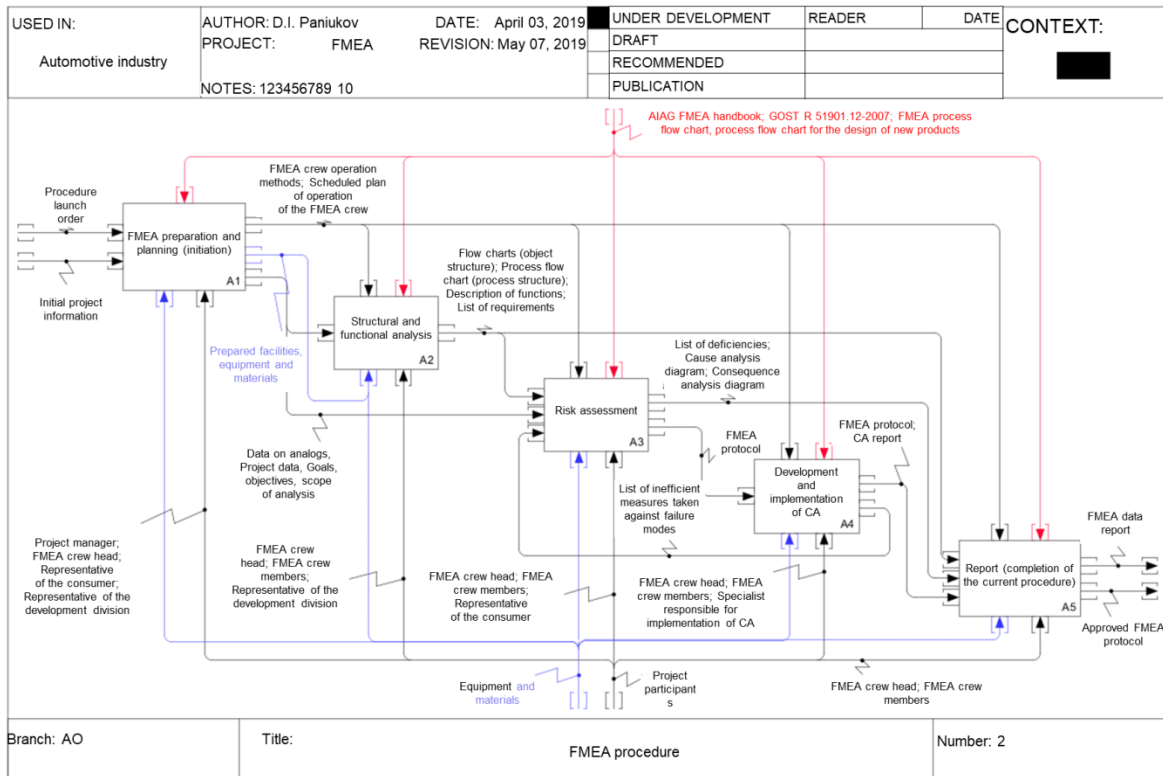 USED IN:
Automotive industry
AUTHOR: D.I. Paniukov
DATE: April 03, 2019
PROJECT: FMEA
REVISION: May 07, 2019
NOTES: 123456789 10
UNDER DEVELOPMENT
DRAFT
RECOMMENDED
PUBLICATION
READER
DATE
CONTEXT:
AIAG FMEA handbook; GOST R 51901.12-2007; FMEA process
flow chart, process flow chart for the design of new products
FMEA crew operation
methods; Scheduled plan
of operation
of the FMEA crew
Procedure
launch
order
FMEA preparation and
planning (initiation)
A1
Initial project
information
Flow charts (object
structure); Process flow
chart (process structure);
Description of functions;
List of requirements
Structural and
functional analysis
A2
Prepared facilities,
equipment and
materials
List of deficiencies;
Cause analysis
diagram; Consequence
analysis diagram
Risk assessment
A3
FMEA protocol;
CA report
FMEA
protocol
Data on analogs,
Project data, Goals,
objectives, scope
of analysis
List of inefficient
measures taken
against failure
modes
Development
and
implementation
of CA
A4
FMEA data
report
Project manager;
FMEA crew head;
Representative
of the consumer;
Representative of the
development division
FMEA crew
head; FMEA crew
members;
Representative of the
development division
FMEA crew head; FMEA
crew members;
Representative
of the consumer
FMEA crew head; FMEA
crew members; Specialist
responsible for
implementation of CA
Report (completion of
the current procedure)
A5
Approved FMEA
protocol
Equipment and
materials
Project
participant
s
FMEA crew head; FMEA crew
members
Branch: AO
Title:
FMEA procedure
Number: 2